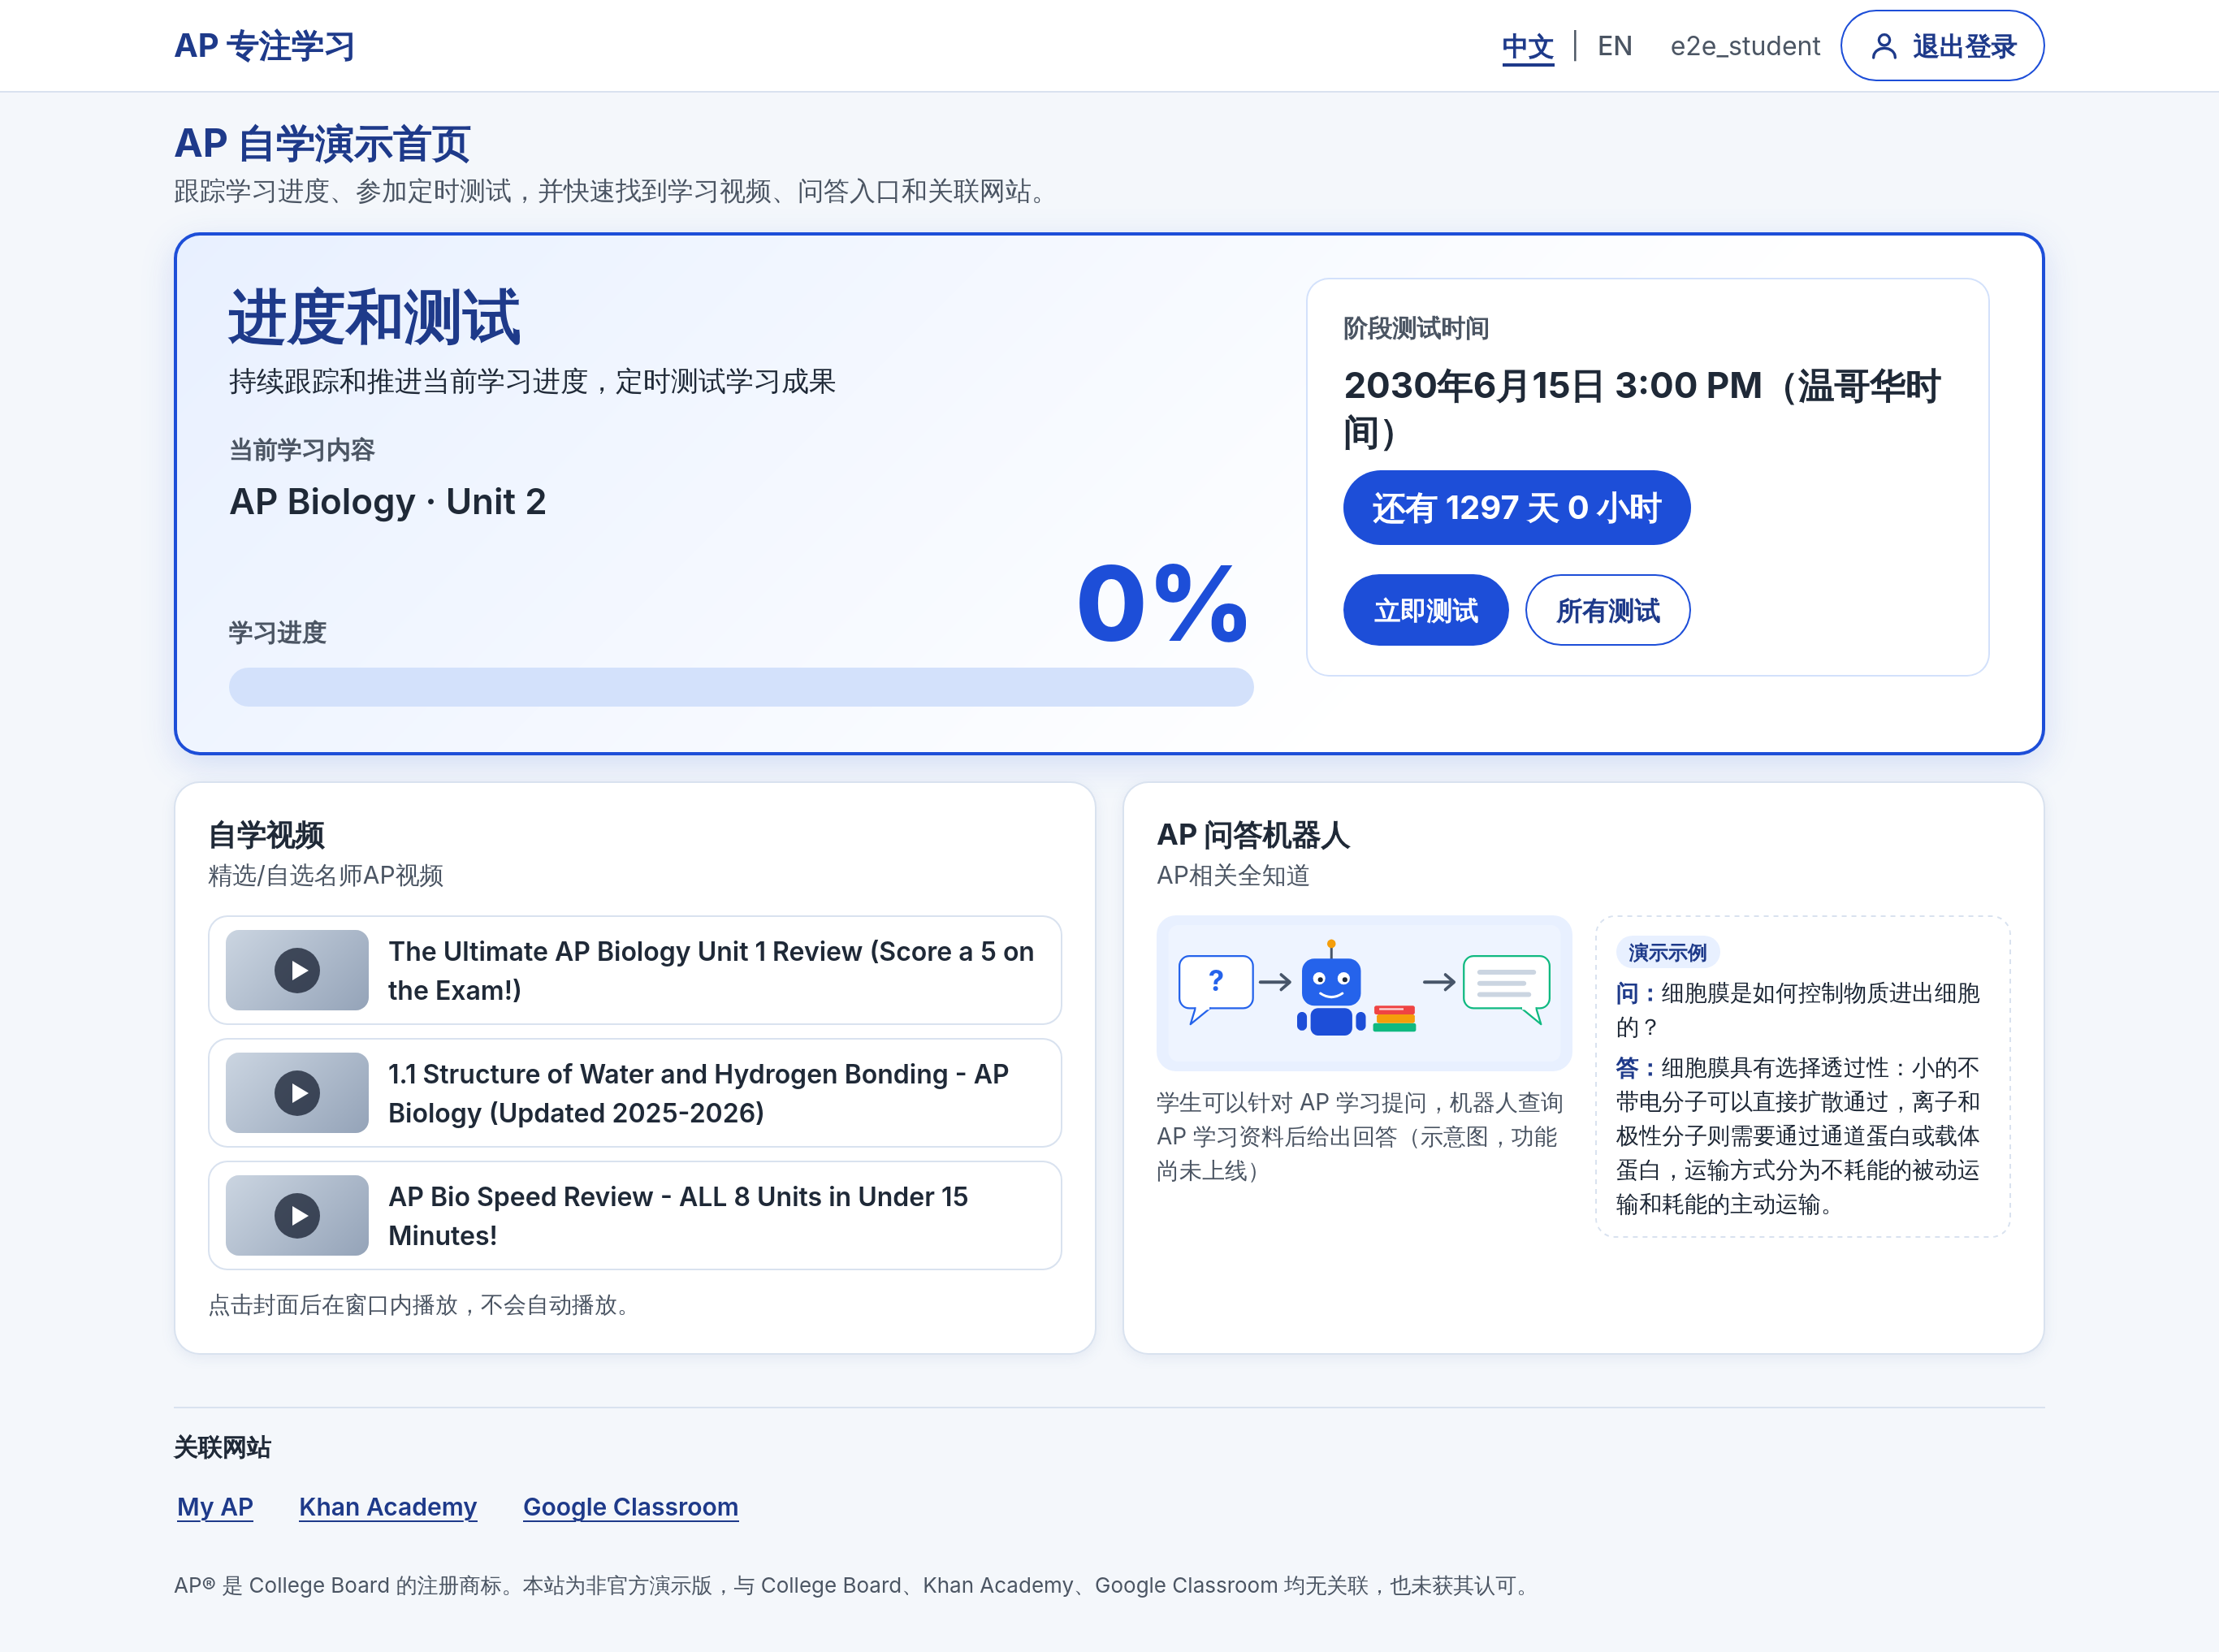 AP 专注学习
中文 | EN e2e_student 退出登录
AP 自学演示首页
跟踪学习进度、参加定时测试，并快速找到学习视频、问答入口和关联网站。
进度和测试
持续跟踪和推进当前学习进度，定时测试学习成果
当前学习内容
AP Biology · Unit 2
学习进度
0%
阶段测试时间
2030年6月15日 3:00 PM（温哥华时
间）
还有 1297 天 0 小时
立即测试 所有测试
自学视频
精选/自选名师AP视频
The Ultimate AP Biology Unit 1 Review (Score a 5 on
the Exam!)
1.1 Structure of Water and Hydrogen Bonding - AP
Biology (Updated 2025-2026)
AP Bio Speed Review - ALL 8 Units in Under 15
Minutes!
点击封面后在窗口内播放，不会自动播放。
AP 问答机器人
AP相关全知道
?
学生可以针对 AP 学习提问，机器人查询
AP 学习资料后给出回答（示意图，功能
尚未上线）
演示示例
问：细胞膜是如何控制物质进出细胞
的？
答：细胞膜具有选择透过性：小的不
带电分子可以直接扩散通过，离子和
极性分子则需要通过通道蛋白或载体
蛋白，运输方式分为不耗能的被动运
输和耗能的主动运输。
关联网站
My AP Khan Academy Google Classroom
AP® 是 College Board 的注册商标。本站为非官方演示版，与 College Board、Khan Academy、Google Classroom 均无关联，也未获其认可。